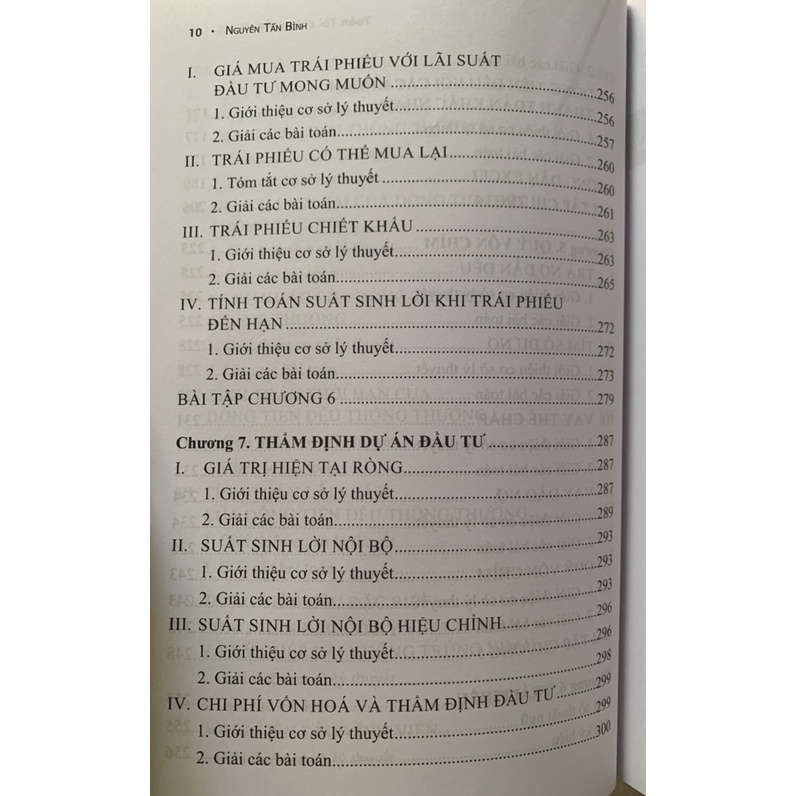 10 • NGUYỄN TẤN BÌNH
I. GIÁ MUA TRÁI PHIẾU VỚI LÃI SUẤT
ĐẦU TƯ MONG MUỐN........256
1. Giới thiệu cơ sở lý thuyết........256
2. Giải các bài toán........257
II. TRÁI PHIẾU CÓ THỂ MUA LẠI........260
1. Tóm tắt cơ sở lý thuyết........260
2. Giải các bài toán........261
III. TRÁI PHIẾU CHIẾT KHẤU........263
1. Giới thiệu cơ sở lý thuyết........263
2. Giải các bài toán........265
IV. TÍNH TOÁN SUẤT SINH LỜI KHI TRÁI PHIẾU
ĐẾN HẠN........272
1. Giới thiệu cơ sở lý thuyết........272
2. Giải các bài toán........273
BÀI TẬP CHƯƠNG 6........279
Chương 7. THẨM ĐỊNH DỰ ÁN ĐẦU TƯ........287
I. GIÁ TRỊ HIỆN TẠI RÒNG........287
1. Giới thiệu cơ sở lý thuyết........287
2. Giải các bài toán........289
II. SUẤT SINH LỜI NỘI BỘ........293
1. Giới thiệu cơ sở lý thuyết........293
2. Giải các bài toán........293
III. SUẤT SINH LỜI NỘI BỘ HIỆU CHỈNH........296
1. Giới thiệu cơ sở lý thuyết........296
2. Giải các bài toán........298
IV. CHI PHÍ VỐN HOÁ VÀ THẨM ĐỊNH ĐẦU TƯ........299
1. Giới thiệu cơ sở lý thuyết........299
2. Giải các bài toán........300